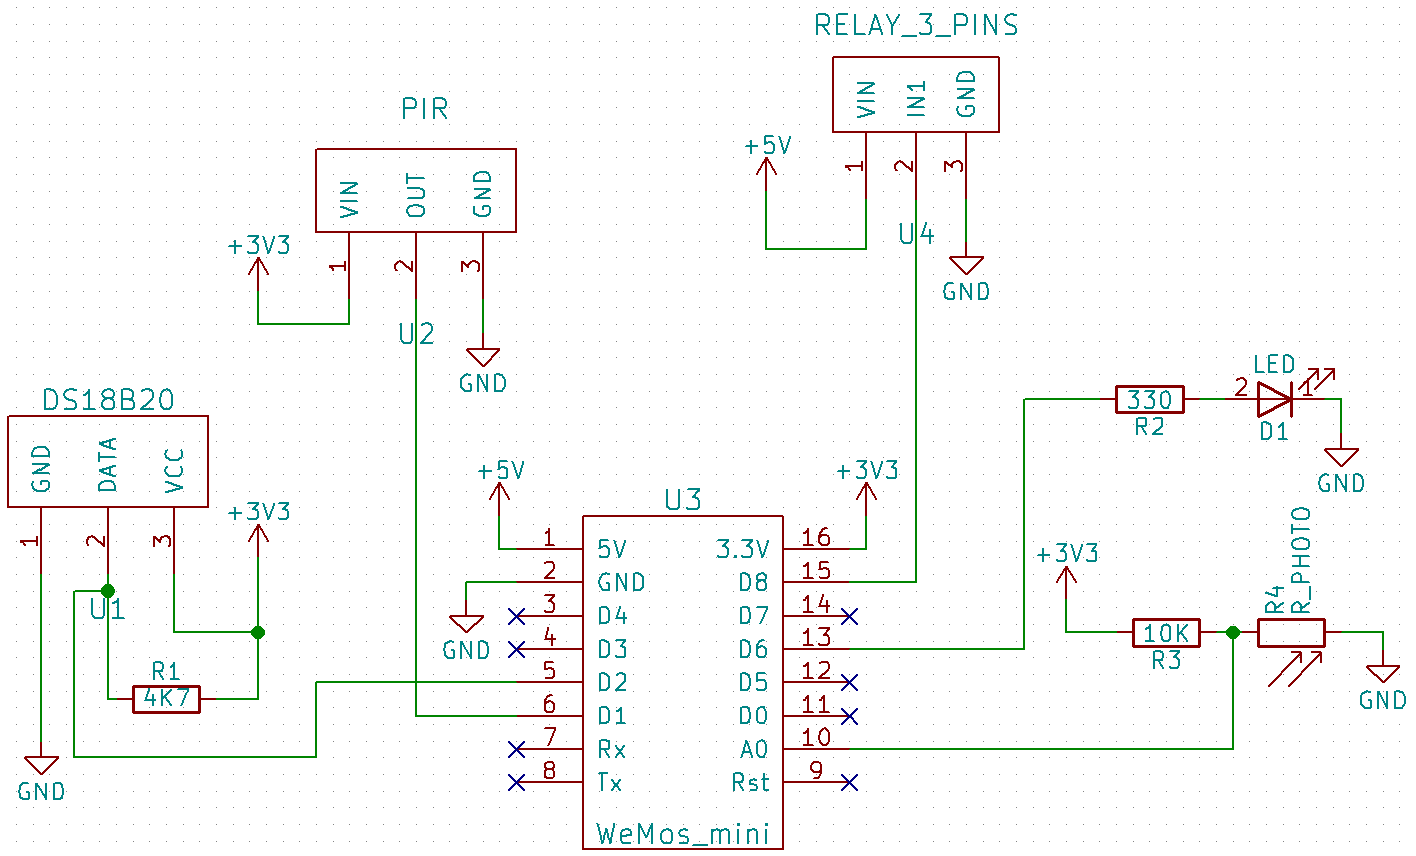 RELAY_3_PINS
VIN
IN1
GND
1
2
3
+5V
U4
GND
PIR
VIN
OUT
GND
1
2
3
+3V3
U2
GND
DS18B20
GND
DATA
VCC
1
2
3
+3V3
U1
R1
4K7
GND
LED
2
1
330
R2
D1
GND
+5V
U3
+3V3
1 5V 3.3V 16
2 GND D8 15
3 D4 D7 14
4 D3 D6 13
5 D2 D5 12
6 D1 D0 11
7 Rx A0 10
8 Tx Rst 9
GND
WeMos_mini
+3V3
10K
R3
R4
R_PHOTO
GND